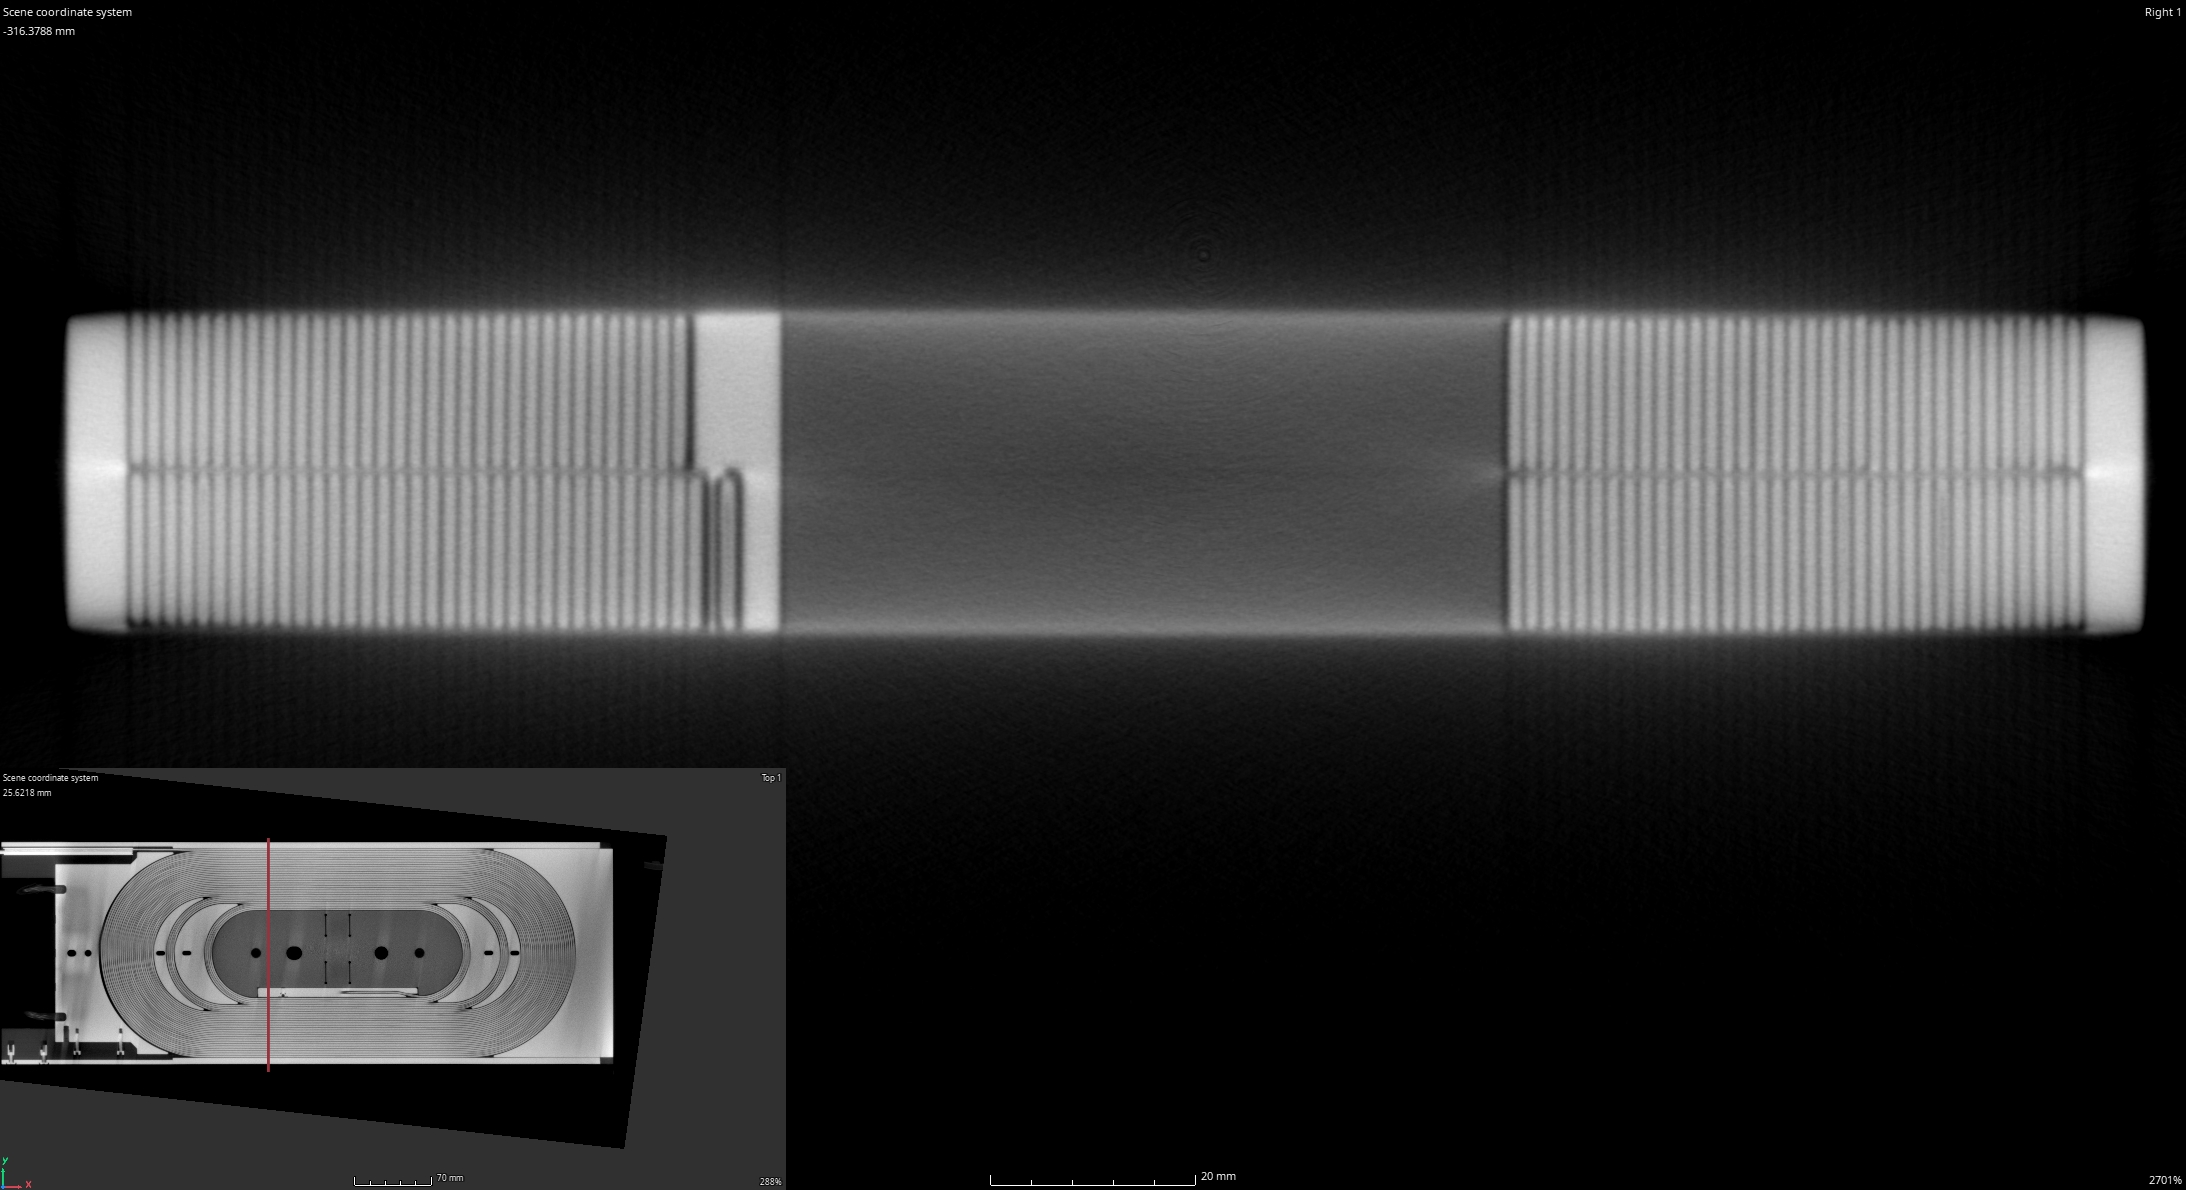 Scene coordinate system
Right 1
-316.3788 mm
Scene coordinate system
Top 1
25.6218 mm
y
x
70 mm
288%
20 mm
2701%